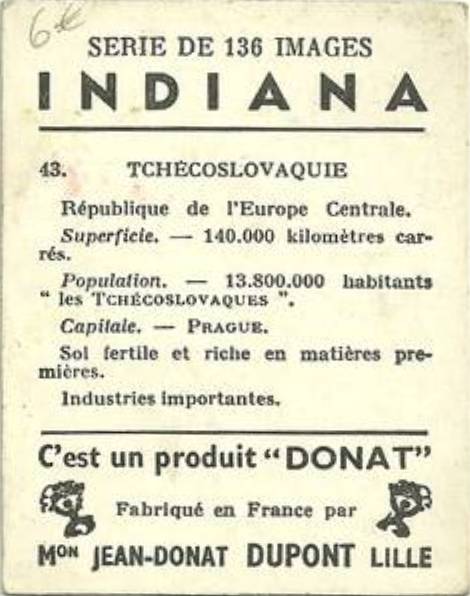 6 €
SERIE DE 136 IMAGES
INDIANA
43. TCHÉCOSLOVAQUIE
République de l'Europe Centrale.
Superficie. — 140.000 kilomètres car-
rés.
Population. — 13.800.000 habitants
“ les TCHÉCOSLOVAQUES ”.
Capitale. — PRAGUE.
Sol fertile et riche en matières pre-
mières.
Industries importantes.
C'est un produit “DONAT”
Fabriqué en France par
MON JEAN-DONAT DUPONT LILLE